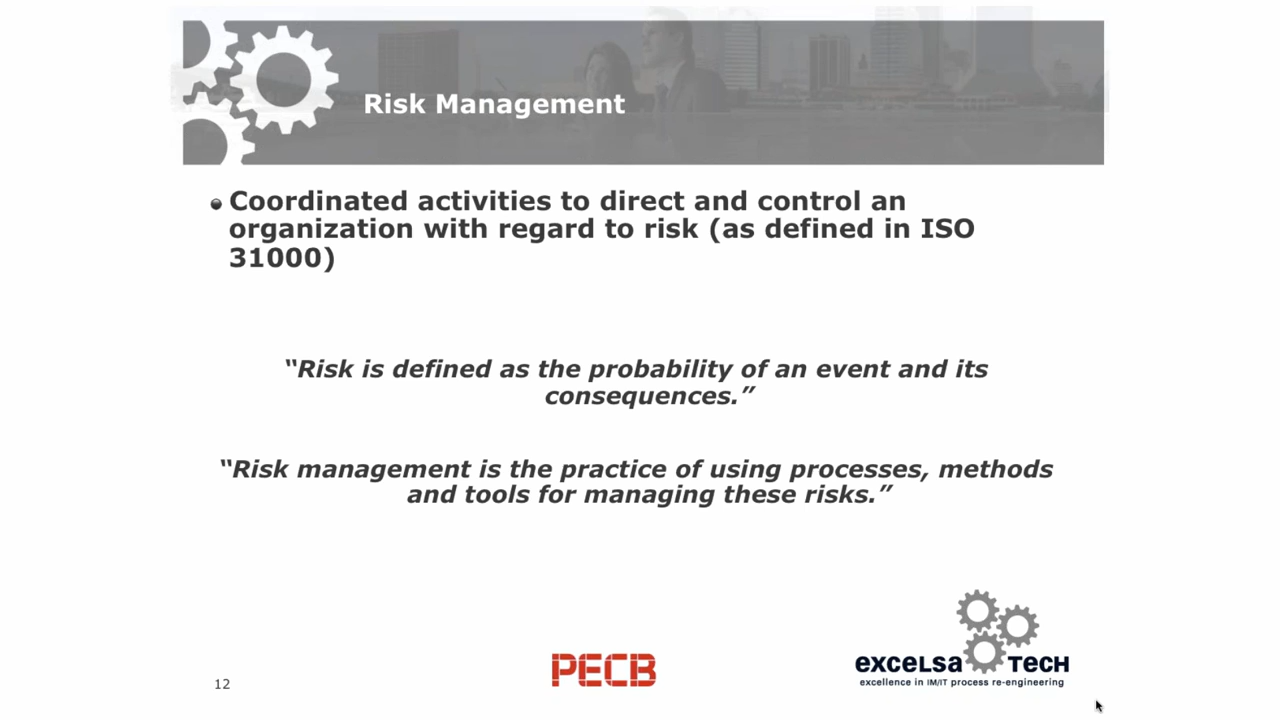 Risk Management
Coordinated activities to direct and control an
organization with regard to risk (as defined in ISO
31000)
“Risk is defined as the probability of an event and its
consequences.”
“Risk management is the practice of using processes, methods
and tools for managing these risks.”
12
PECB
excelsa TECH
excellence in IM/IT process re-engineering